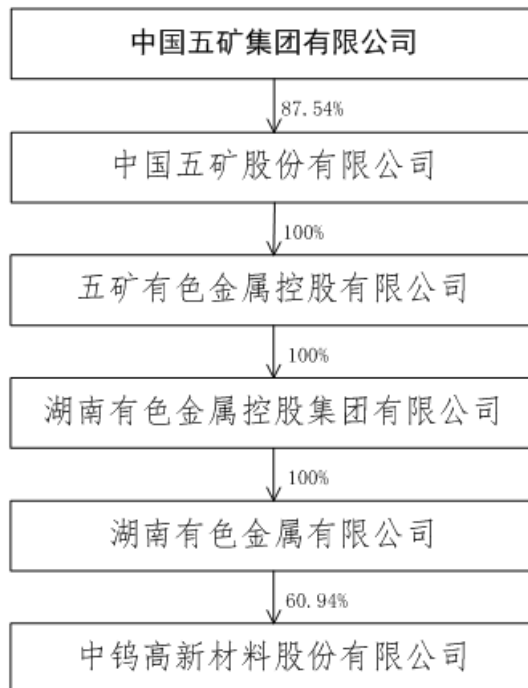 中国五矿集团有限公司
87.54%
中国五矿股份有限公司
100%
五矿有色金属控股有限公司
100%
湖南有色金属控股集团有限公司
100%
湖南有色金属有限公司
60.94%
中钨高新材料股份有限公司